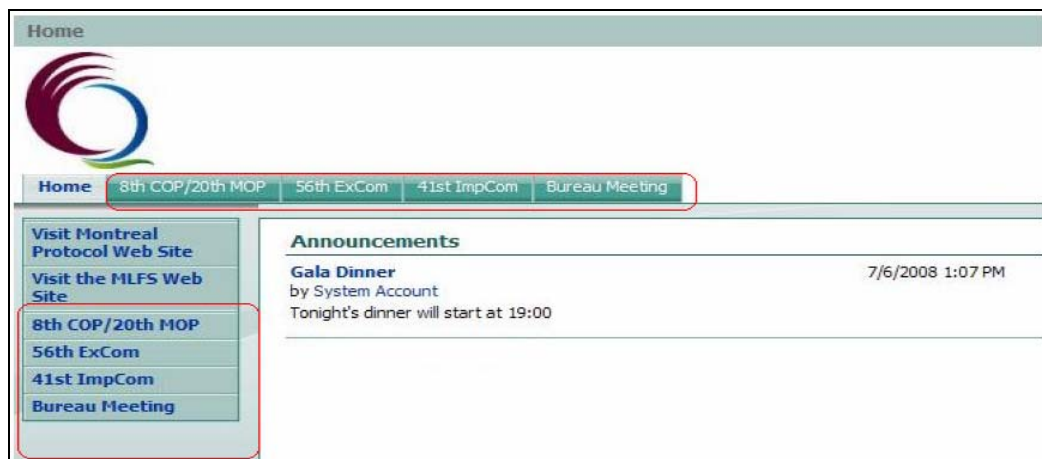 Home
Home 8th COP/20th MOP 56th ExCom 41st ImpCom Bureau Meeting
Visit Montreal
Protocol Web Site
Visit the MLFS Web
Site
8th COP/20th MOP
56th ExCom
41st ImpCom
Bureau Meeting
Announcements
Gala Dinner 7/6/2008 1:07 PM
by System Account
Tonight's dinner will start at 19:00